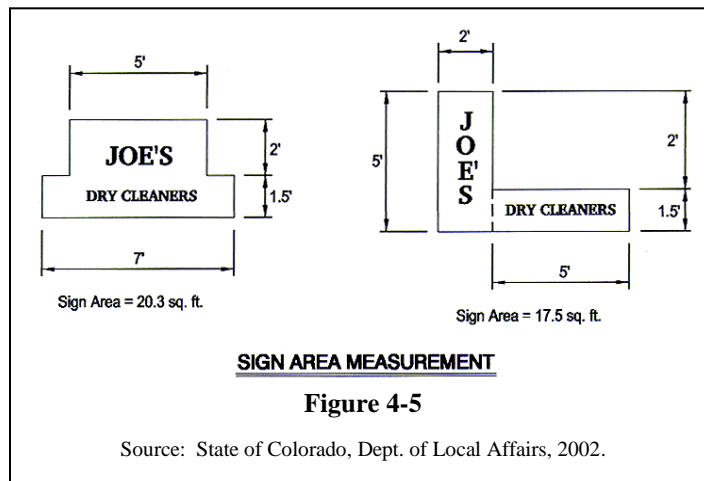 5'
JOE'S
2'
DRY CLEANERS
1.5'
7'
Sign Area = 20.3 sq. ft.
2'
5'
JOE'S
2'
DRY CLEANERS
1.5'
5'
Sign Area = 17.5 sq. ft.
SIGN AREA MEASUREMENT
Figure 4-5
Source: State of Colorado, Dept. of Local Affairs, 2002.